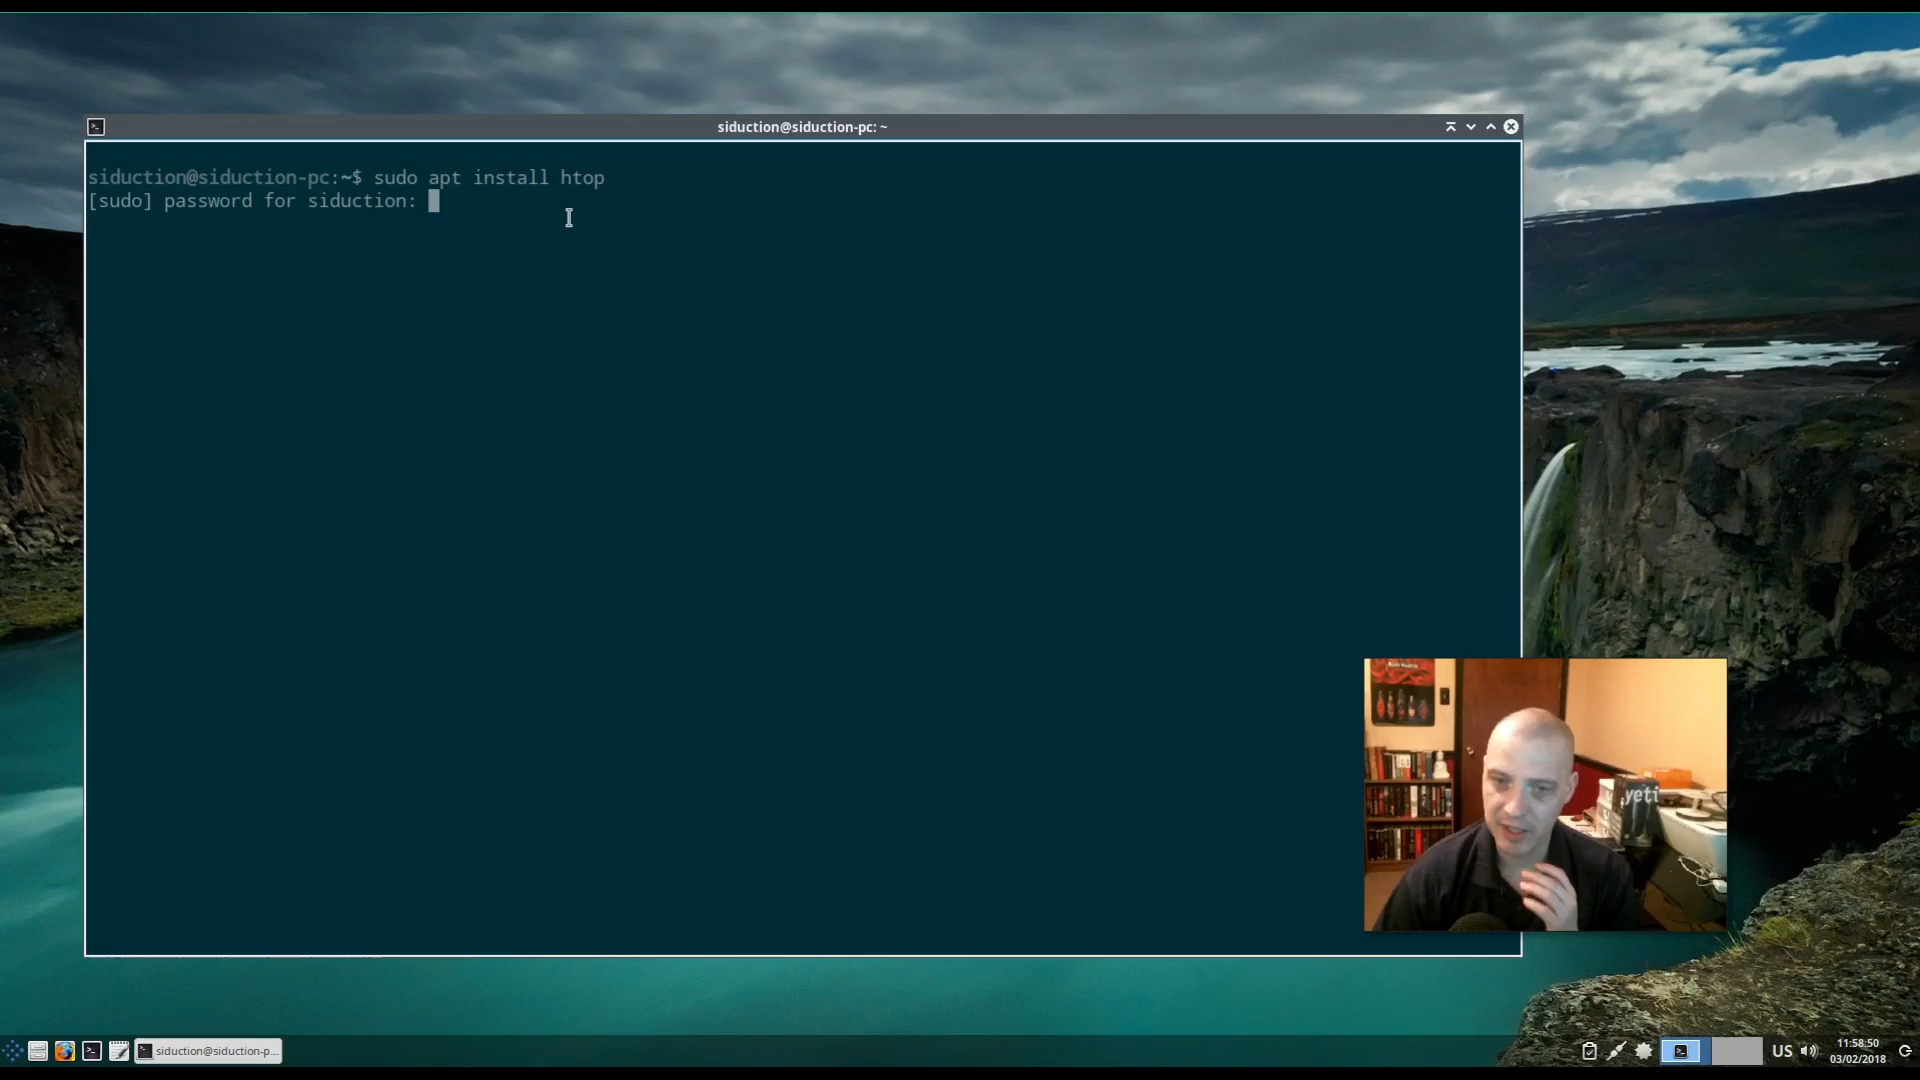 siduction@siduction-pc: ~
siduction@siduction-pc:~$ sudo apt install htop
[sudo] password for siduction:
yeti
siduction@siduction-p...
US
11:58:50
03/02/2018